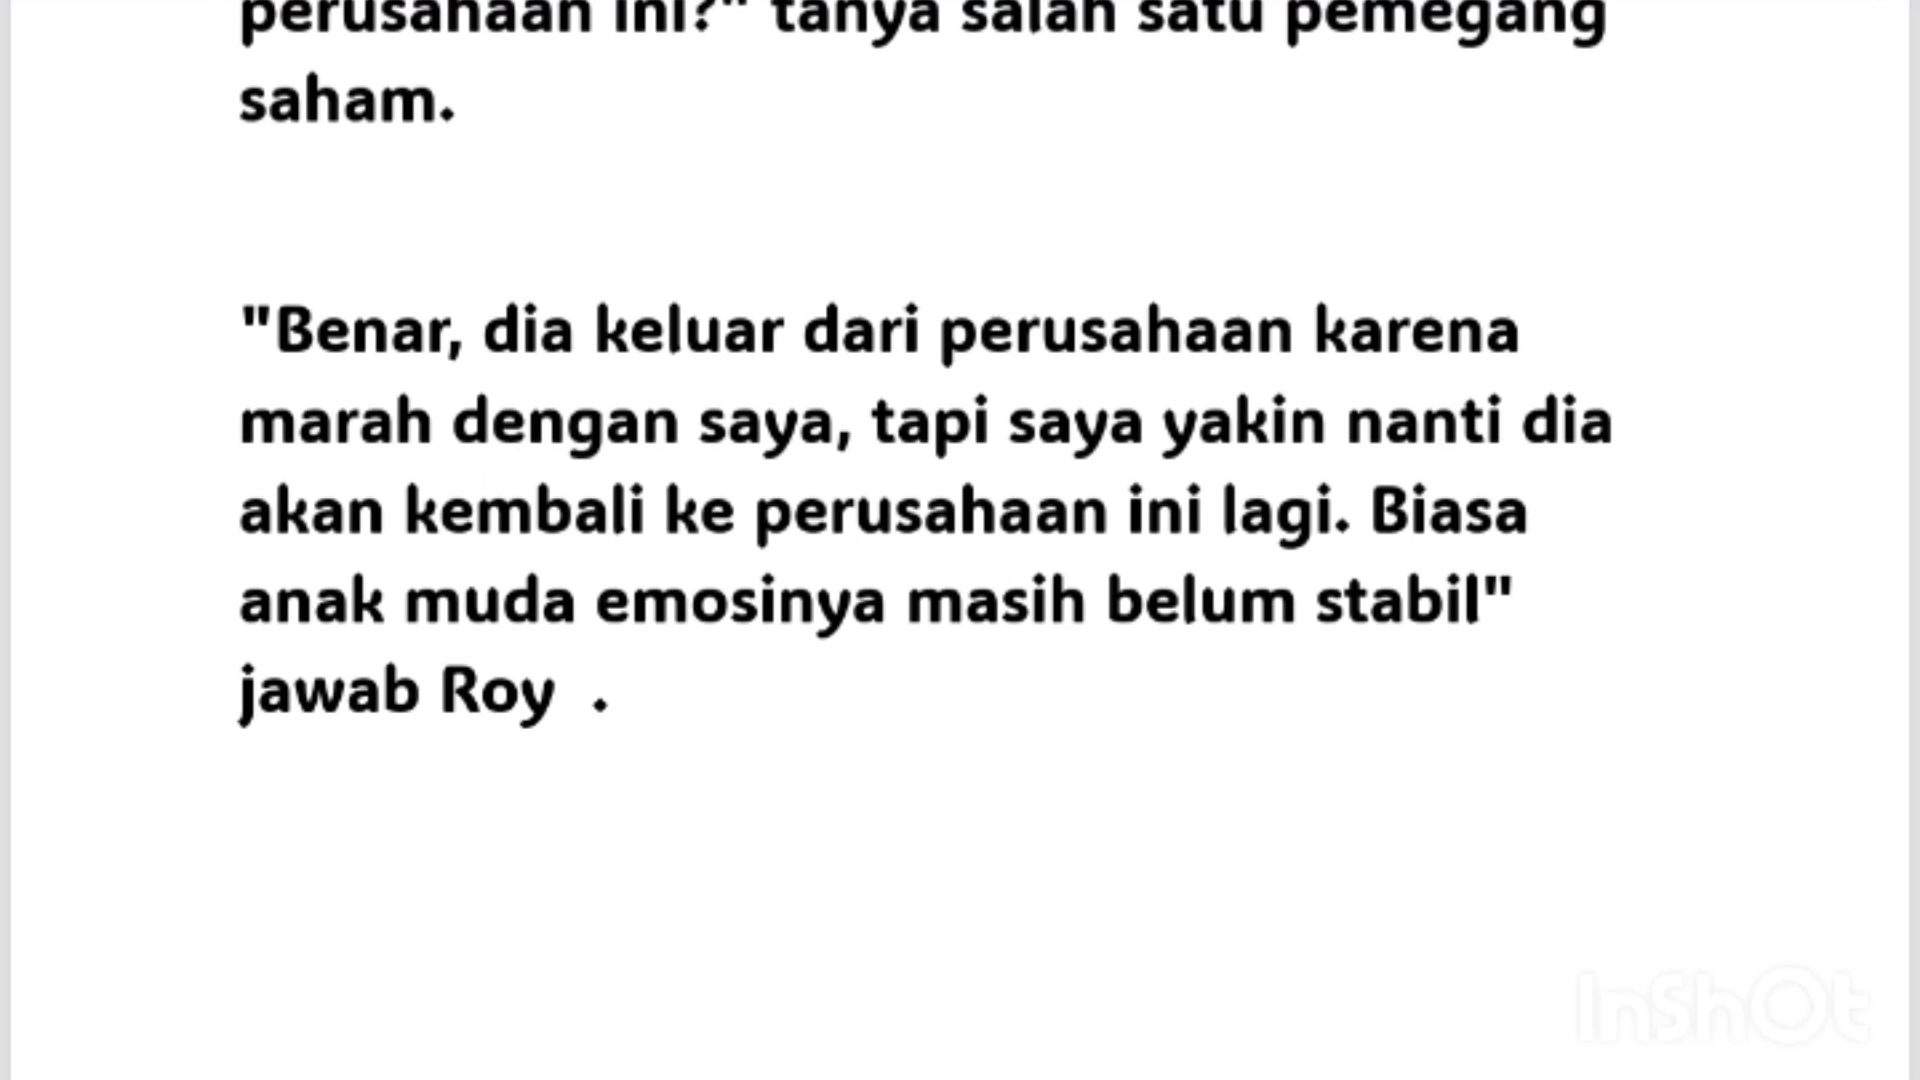 perusahaan ini?" tanya salah satu pemegang
saham.
"Benar, dia keluar dari perusahaan karena
marah dengan saya, tapi saya yakin nanti dia
akan kembali ke perusahaan ini lagi. Biasa
anak muda emosinya masih belum stabil"
jawab Roy .
InShOt